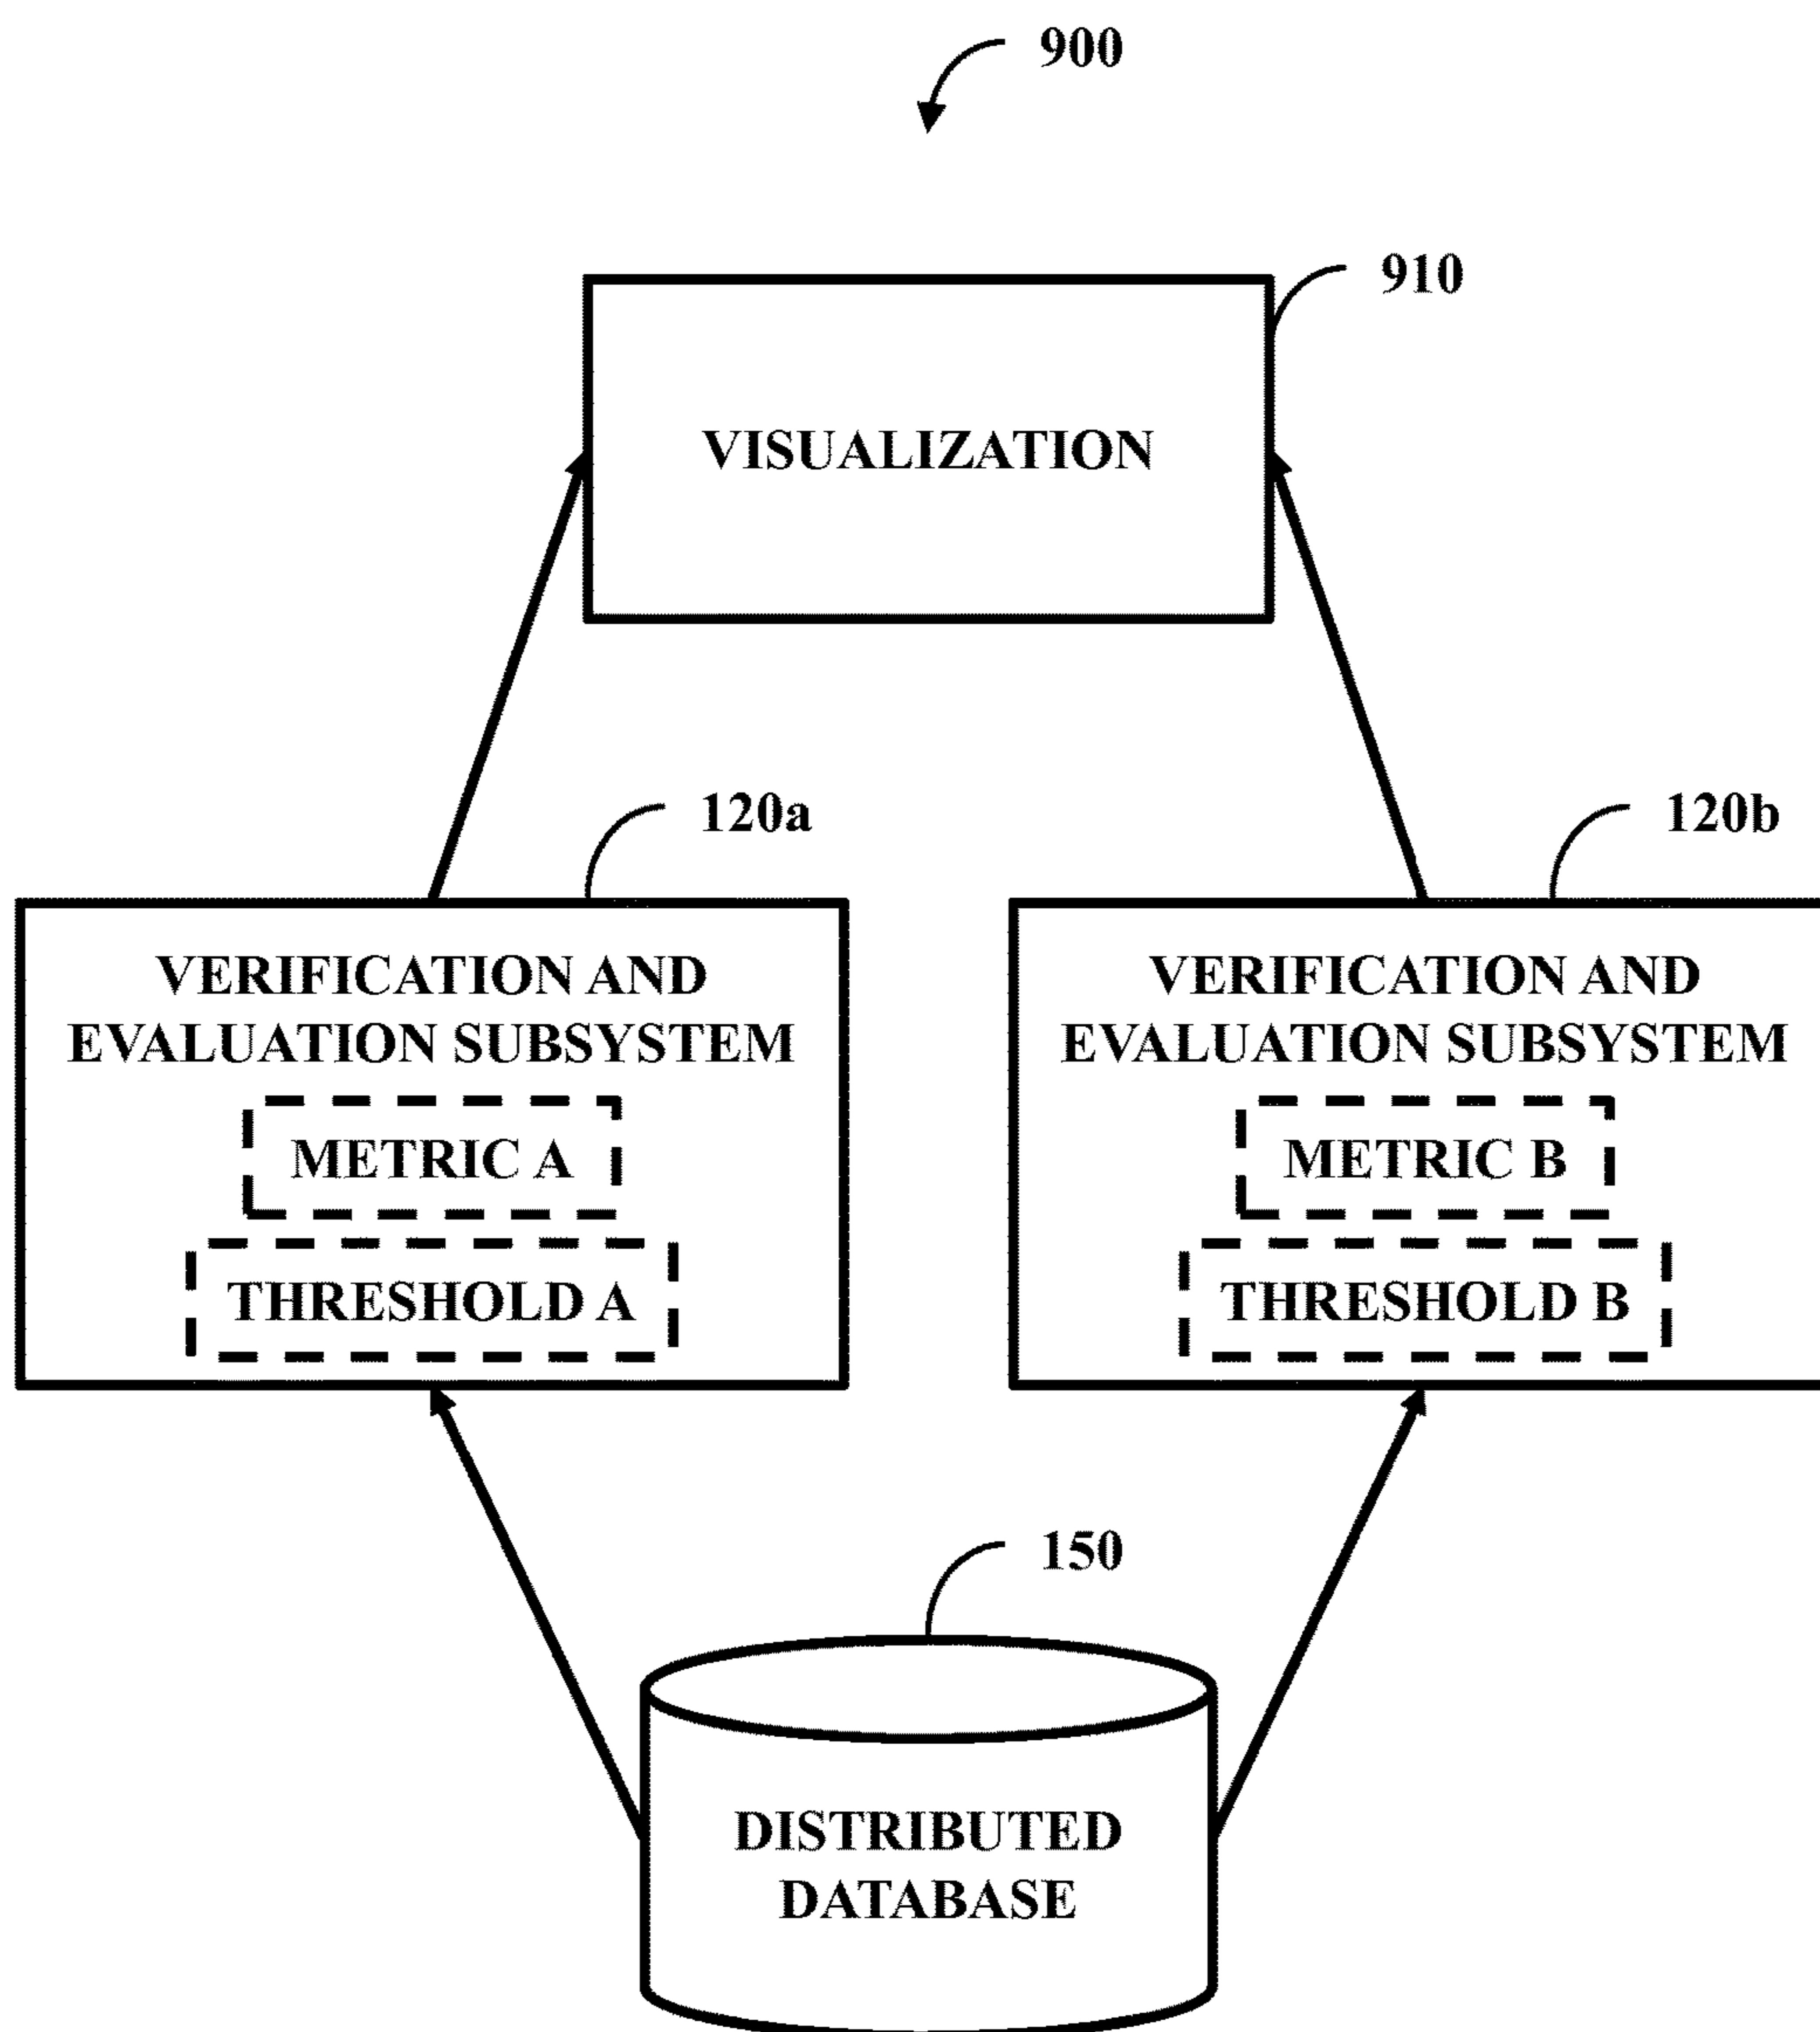 900
910
VISUALIZATION
120a
120b
VERIFICATION AND
EVALUATION SUBSYSTEM
METRIC A
THRESHOLD A
VERIFICATION AND
EVALUATION SUBSYSTEM
METRIC B
THRESHOLD B
150
DISTRIBUTED
DATABASE